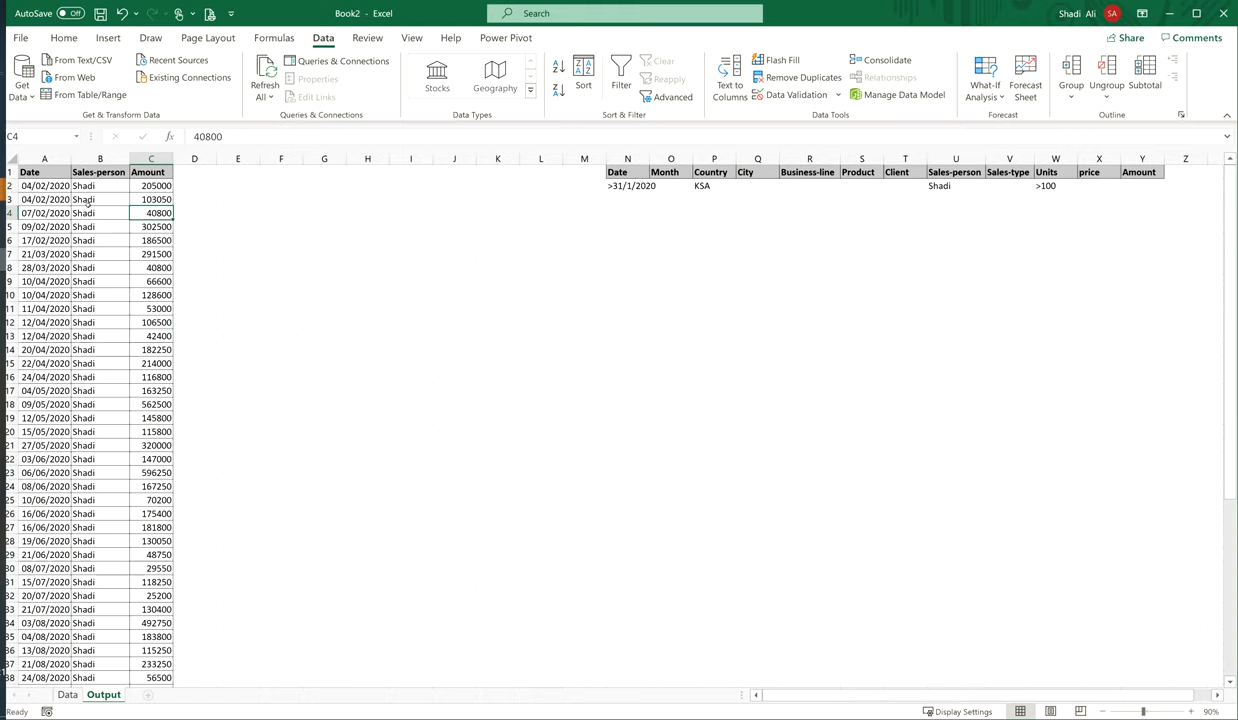 AutoSave Off Book2 - Excel Search Shadi Ali SA
File Home Insert Draw Page Layout Formulas Data Review View Help Power Pivot Share Comments
Get Data From Text/CSV From Web From Table/Range Recent Sources Existing Connections
Refresh All Queries & Connections Properties Edit Links
Stocks Geography
Sort Filter Clear Reapply Advanced
Text to Columns Flash Fill Remove Duplicates Data Validation Consolidate Relationships Manage Data Model
What-If Analysis Forecast Sheet
Group Ungroup Subtotal
Get & Transform Data Queries & Connections Data Types Sort & Filter Data Tools Forecast Outline
C4 fx 40800
A B C D E F G H I J K L M N O P Q R S T U V W X Y Z
1 Date Sales-person Amount Date Month Country City Business-line Product Client Sales-person Sales-type Units price Amount
2 04/02/2020 Shadi 205000 >31/1/2020 KSA Shadi >100
3 04/02/2020 Shadi 103050
4 07/02/2020 Shadi 40800
5 09/02/2020 Shadi 302500
6 17/02/2020 Shadi 186500
7 21/03/2020 Shadi 291500
8 28/03/2020 Shadi 40800
9 10/04/2020 Shadi 66600
10 10/04/2020 Shadi 128600
11 11/04/2020 Shadi 53000
12 12/04/2020 Shadi 106500
13 12/04/2020 Shadi 42400
14 20/04/2020 Shadi 182250
15 22/04/2020 Shadi 214000
16 24/04/2020 Shadi 116800
17 04/05/2020 Shadi 163250
18 09/05/2020 Shadi 562500
19 12/05/2020 Shadi 145800
20 15/05/2020 Shadi 115800
21 27/05/2020 Shadi 320000
22 03/06/2020 Shadi 147000
23 06/06/2020 Shadi 596250
24 08/06/2020 Shadi 167250
25 10/06/2020 Shadi 70200
26 16/06/2020 Shadi 175400
27 16/06/2020 Shadi 181800
28 19/06/2020 Shadi 130050
29 21/06/2020 Shadi 48750
30 08/07/2020 Shadi 29550
31 15/07/2020 Shadi 118250
32 20/07/2020 Shadi 25200
33 21/07/2020 Shadi 130400
34 03/08/2020 Shadi 492750
35 04/08/2020 Shadi 183800
36 13/08/2020 Shadi 115250
37 21/08/2020 Shadi 233250
38 24/08/2020 Shadi 56500
Data Output
Ready Display Settings 90%